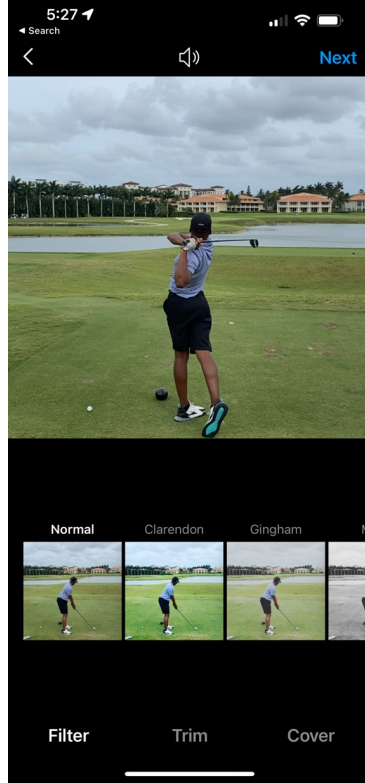 5:27
◀ Search
Next
Normal
Clarendon
Gingham
Filter
Trim
Cover